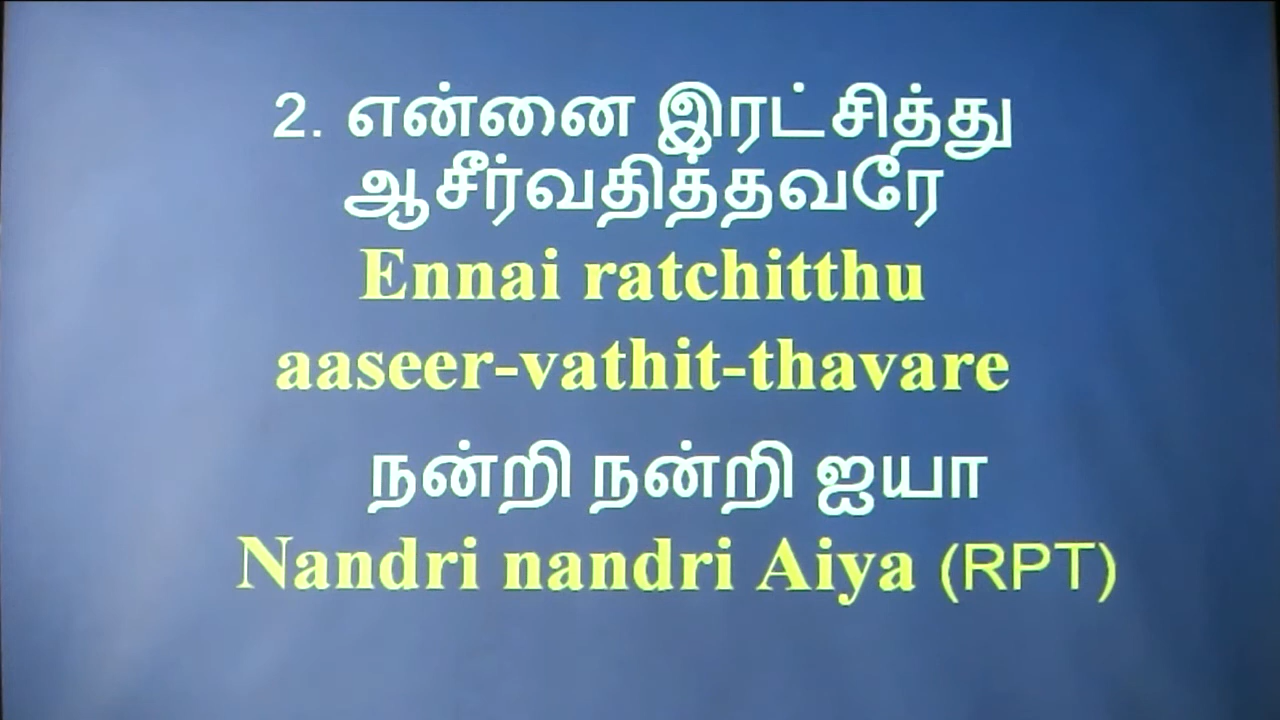 2. என்னை இரட்சித்து
ஆசீர்வதித்தவரே
Ennai ratchitthu
aaseer-vathit-thavare
நன்றி நன்றி ஐயா
Nandri nandri Aiya (RPT)